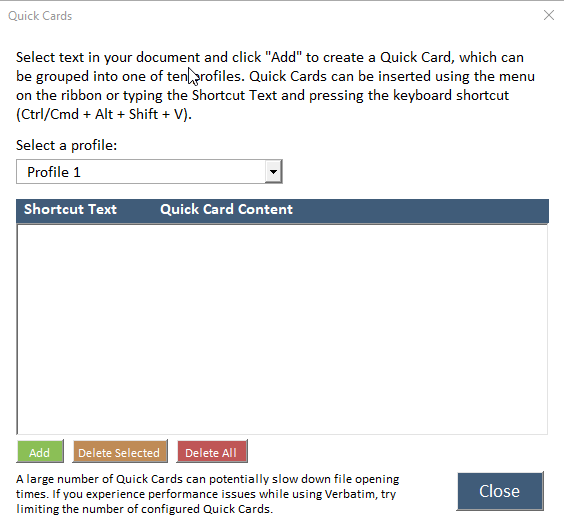 Quick Cards
Select text in your document and click "Add" to create a Quick Card, which can
be grouped into one of ten profiles. Quick Cards can be inserted using the menu
on the ribbon or typing the Shortcut Text and pressing the keyboard shortcut
(Ctrl/Cmd + Alt + Shift + V).
Select a profile:
Profile 1
Shortcut Text Quick Card Content
Add Delete Selected Delete All
A large number of Quick Cards can potentially slow down file opening
times. If you experience performance issues while using Verbatim, try
limiting the number of configured Quick Cards.
Close